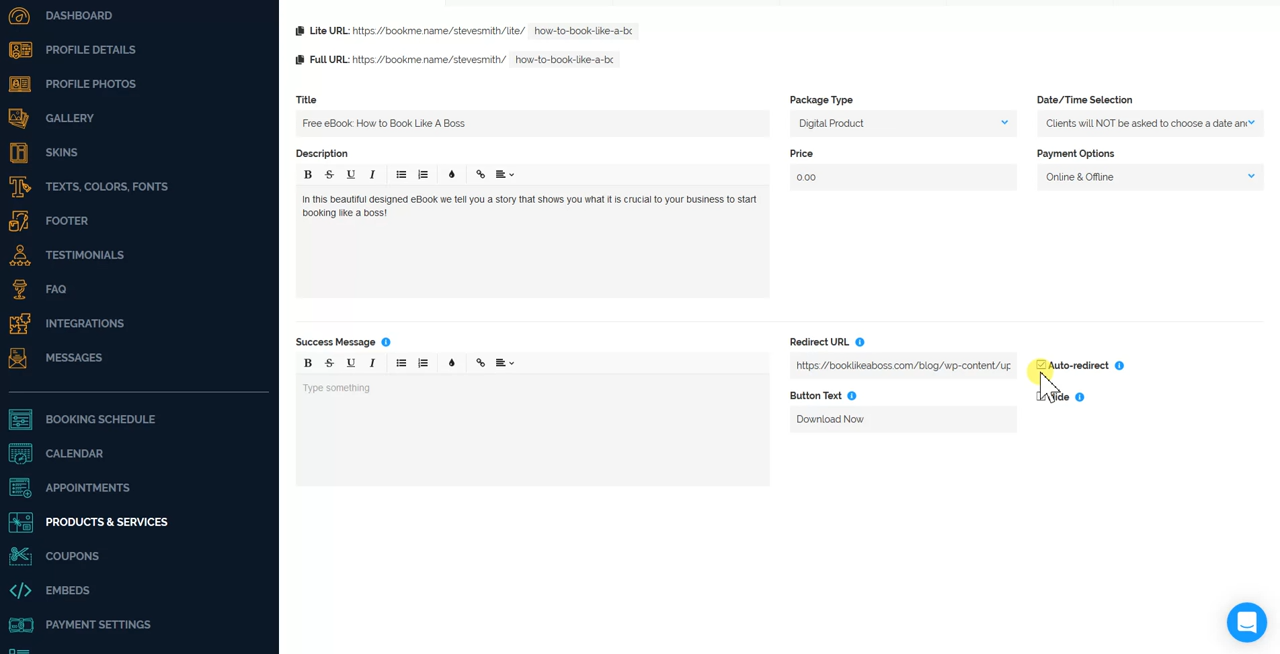 DASHBOARD
PROFILE DETAILS
PROFILE PHOTOS
GALLERY
SKINS
TEXTS, COLORS, FONTS
FOOTER
TESTIMONIALS
FAQ
INTEGRATIONS
MESSAGES
BOOKING SCHEDULE
CALENDAR
APPOINTMENTS
PRODUCTS & SERVICES
COUPONS
EMBEDS
PAYMENT SETTINGS
Lite URL: https://bookme.name/stevesmith/lite/ how-to-book-like-a-bo
Full URL: https://bookme.name/stevesmith/ how-to-book-like-a-bo
Title
Free eBook: How to Book Like A Boss
Package Type
Digital Product
Date/Time Selection
Clients will NOT be asked to choose a date an
Description
B S U I
In this beautiful designed eBook we tell you a story that shows you what it is crucial to your business to start
booking like a boss!
Price
0.00
Payment Options
Online & Offline
Success Message
B S U I
Type something
Redirect URL
https://booklikeaboss.com/blog/wp-content/up
Auto-redirect
Button Text
Download Now